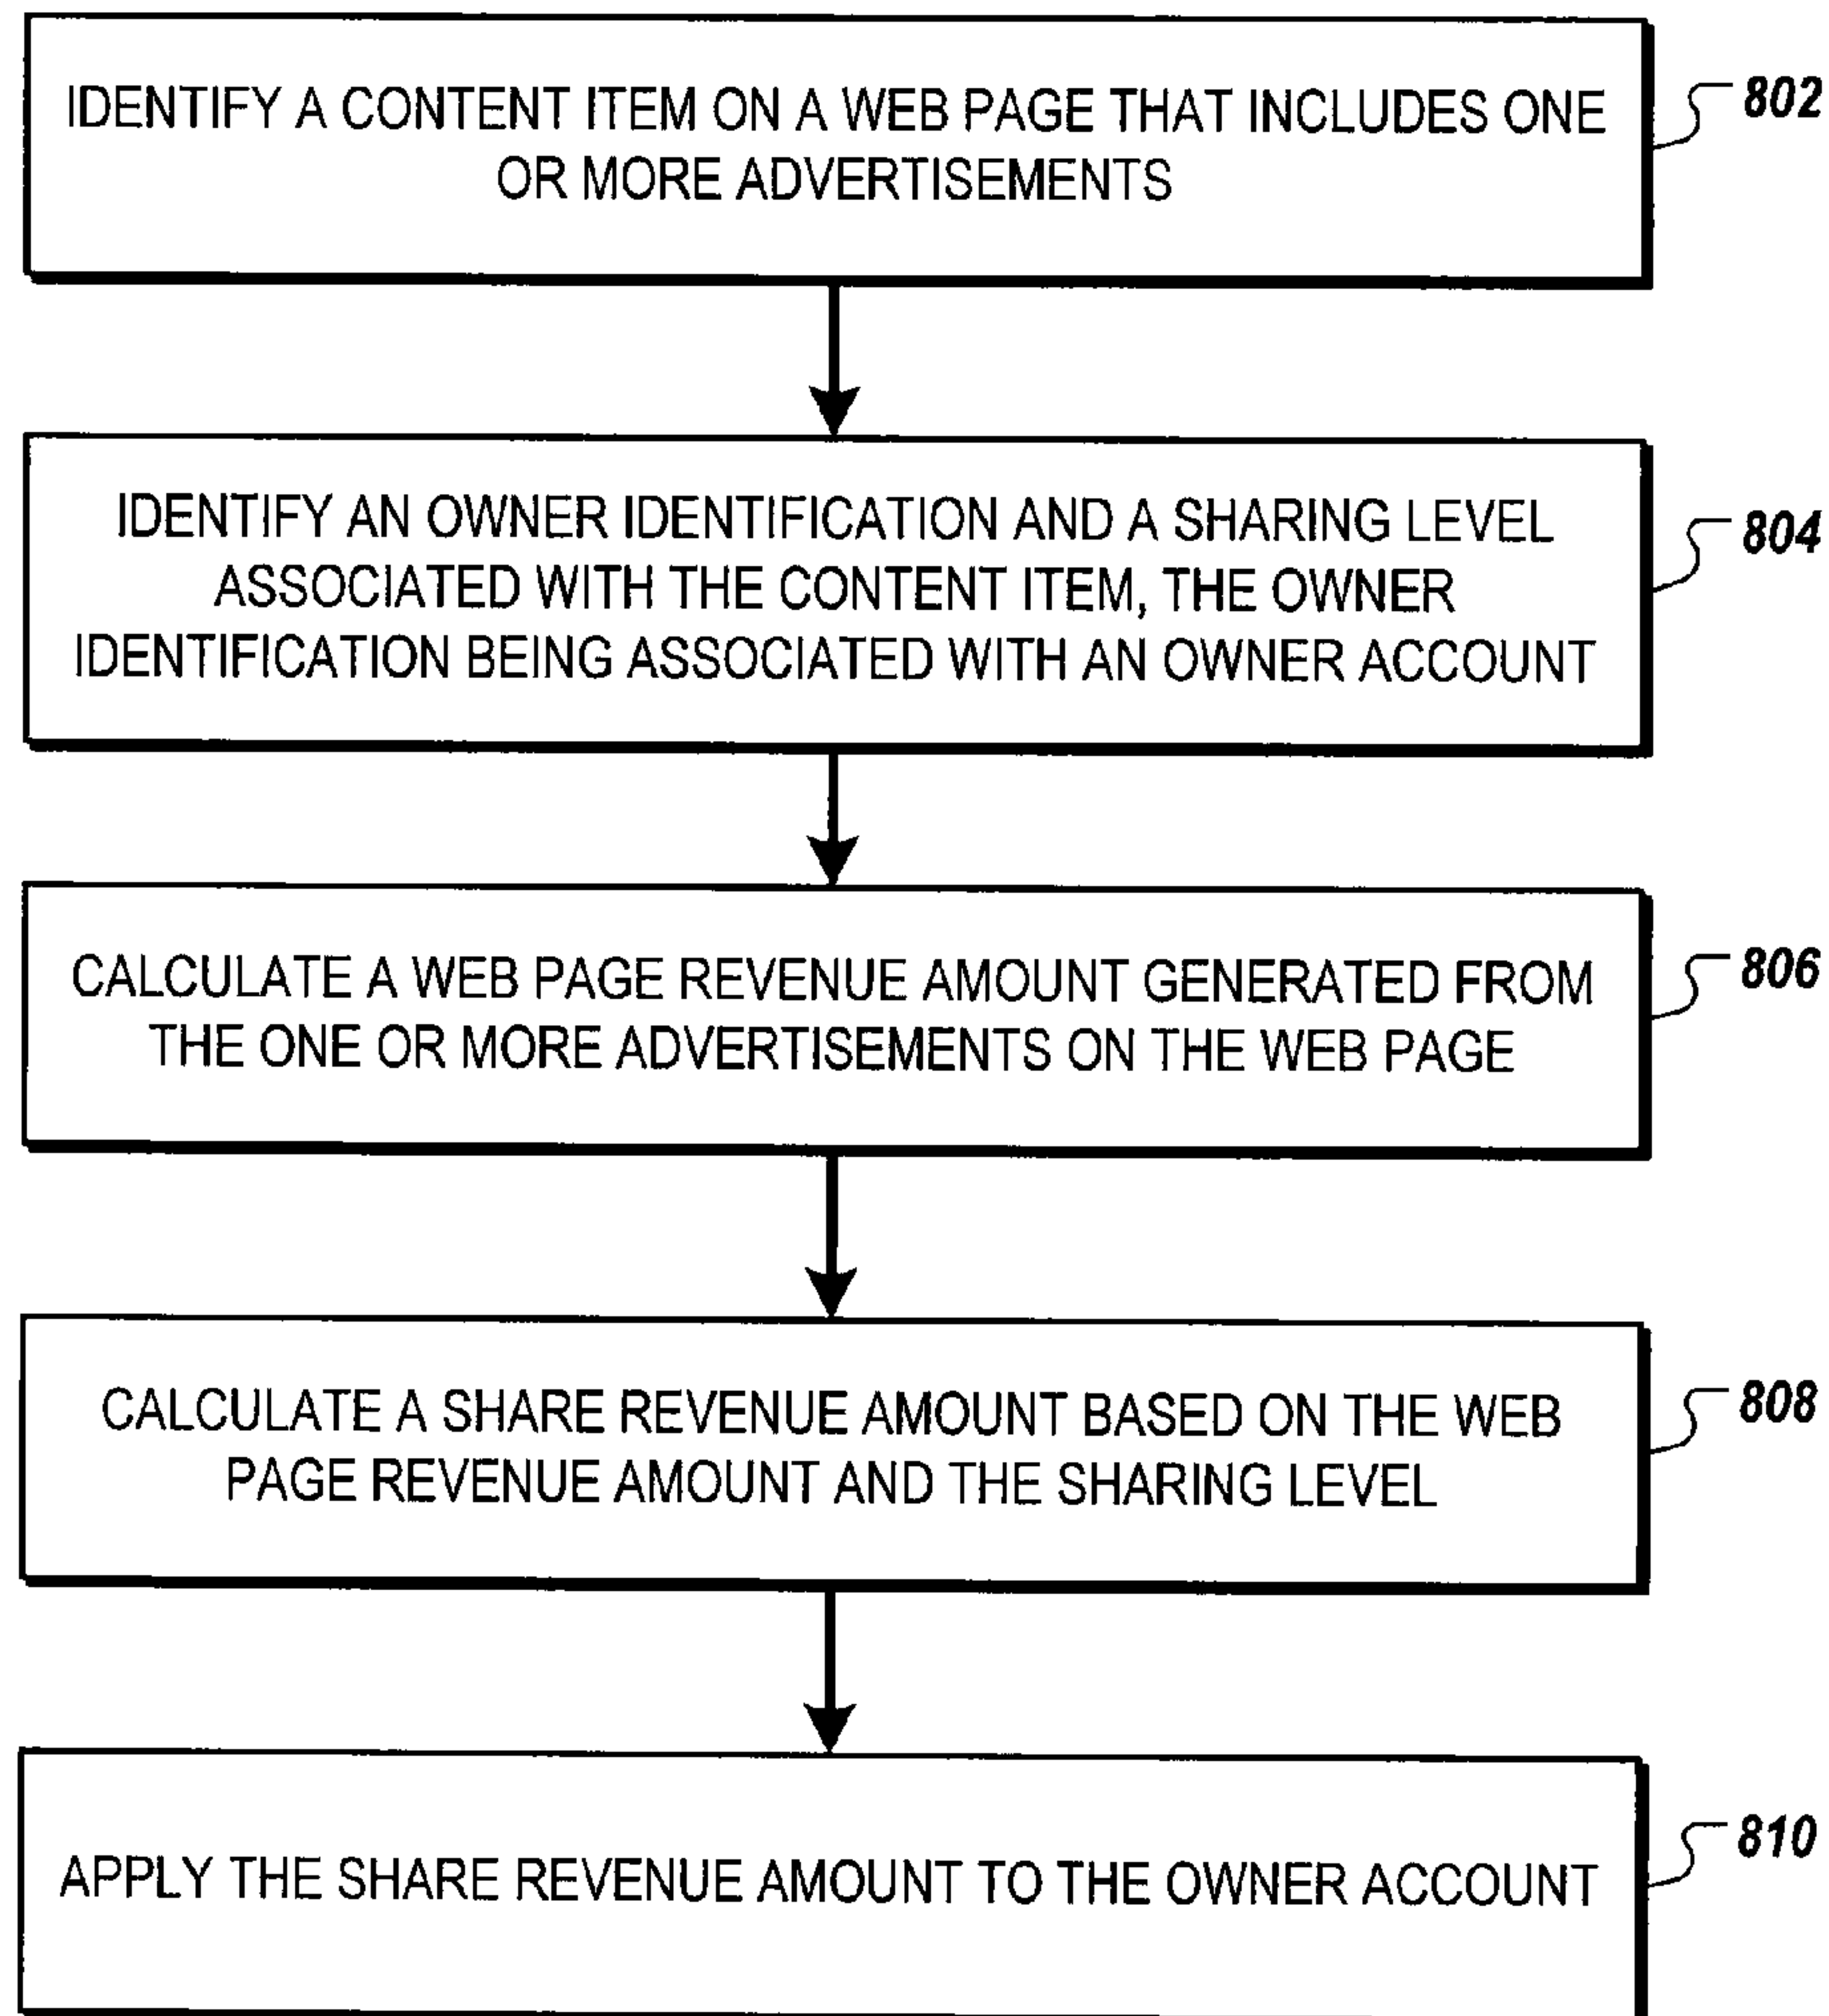 IDENTIFY A CONTENT ITEM ON A WEB PAGE THAT INCLUDES ONE
OR MORE ADVERTISEMENTS
802
IDENTIFY AN OWNER IDENTIFICATION AND A SHARING LEVEL
ASSOCIATED WITH THE CONTENT ITEM, THE OWNER
IDENTIFICATION BEING ASSOCIATED WITH AN OWNER ACCOUNT
804
CALCULATE A WEB PAGE REVENUE AMOUNT GENERATED FROM
THE ONE OR MORE ADVERTISEMENTS ON THE WEB PAGE
806
CALCULATE A SHARE REVENUE AMOUNT BASED ON THE WEB
PAGE REVENUE AMOUNT AND THE SHARING LEVEL
808
APPLY THE SHARE REVENUE AMOUNT TO THE OWNER ACCOUNT
810